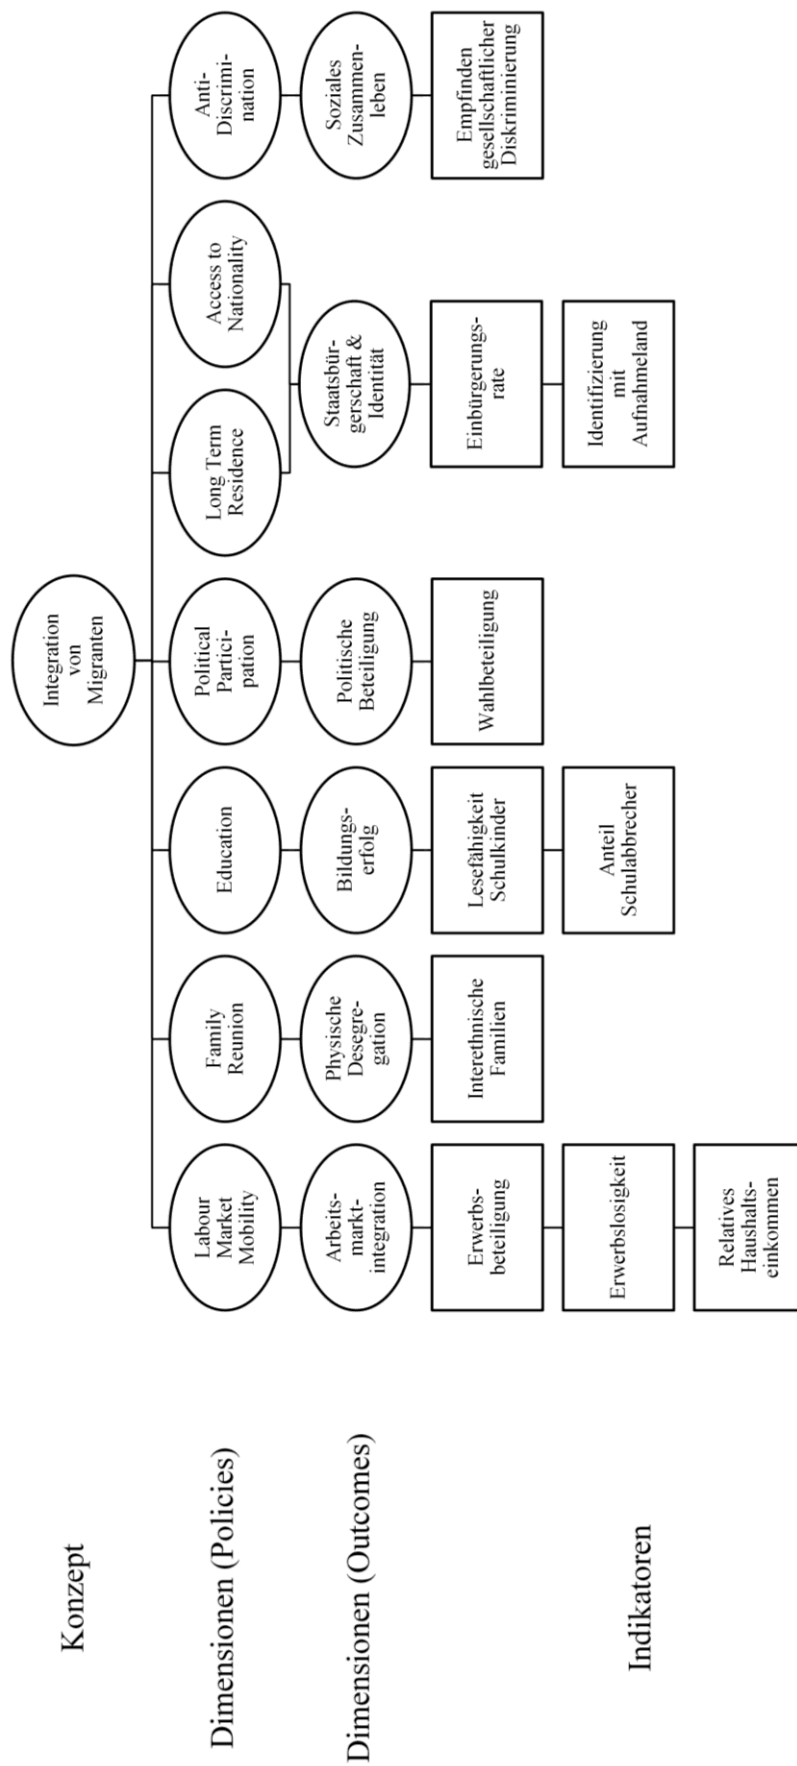 Konzept
Integration
von
Migranten
Dimensionen (Policies)
Labour
Market
Mobility
Family
Reunion
Education
Political
Partici-
pation
Long Term
Residence
Access to
Nationality
Anti-
Discrimi-
nation
Dimensionen (Outcomes)
Arbeits-
markt-
integration
Physische
Desegre-
gation
Bildungs-
erfolg
Politische
Beteiligung
Staatsbür-
gerschaft &
Identität
Soziales
Zusammen-
leben
Indikatoren
Erwerbs-
beteiligung
Interethnische
Familien
Lesefähigkeit
Schulkinder
Wahlbeteiligung
Einbürgerungs-
rate
Empfinden
gesellschaftlicher
Diskriminierung
Erwerbslosigkeit
Anteil
Schulabbrecher
Identifizierung
mit
Aufnahmeland
Relatives
Haushalts-
einkommen